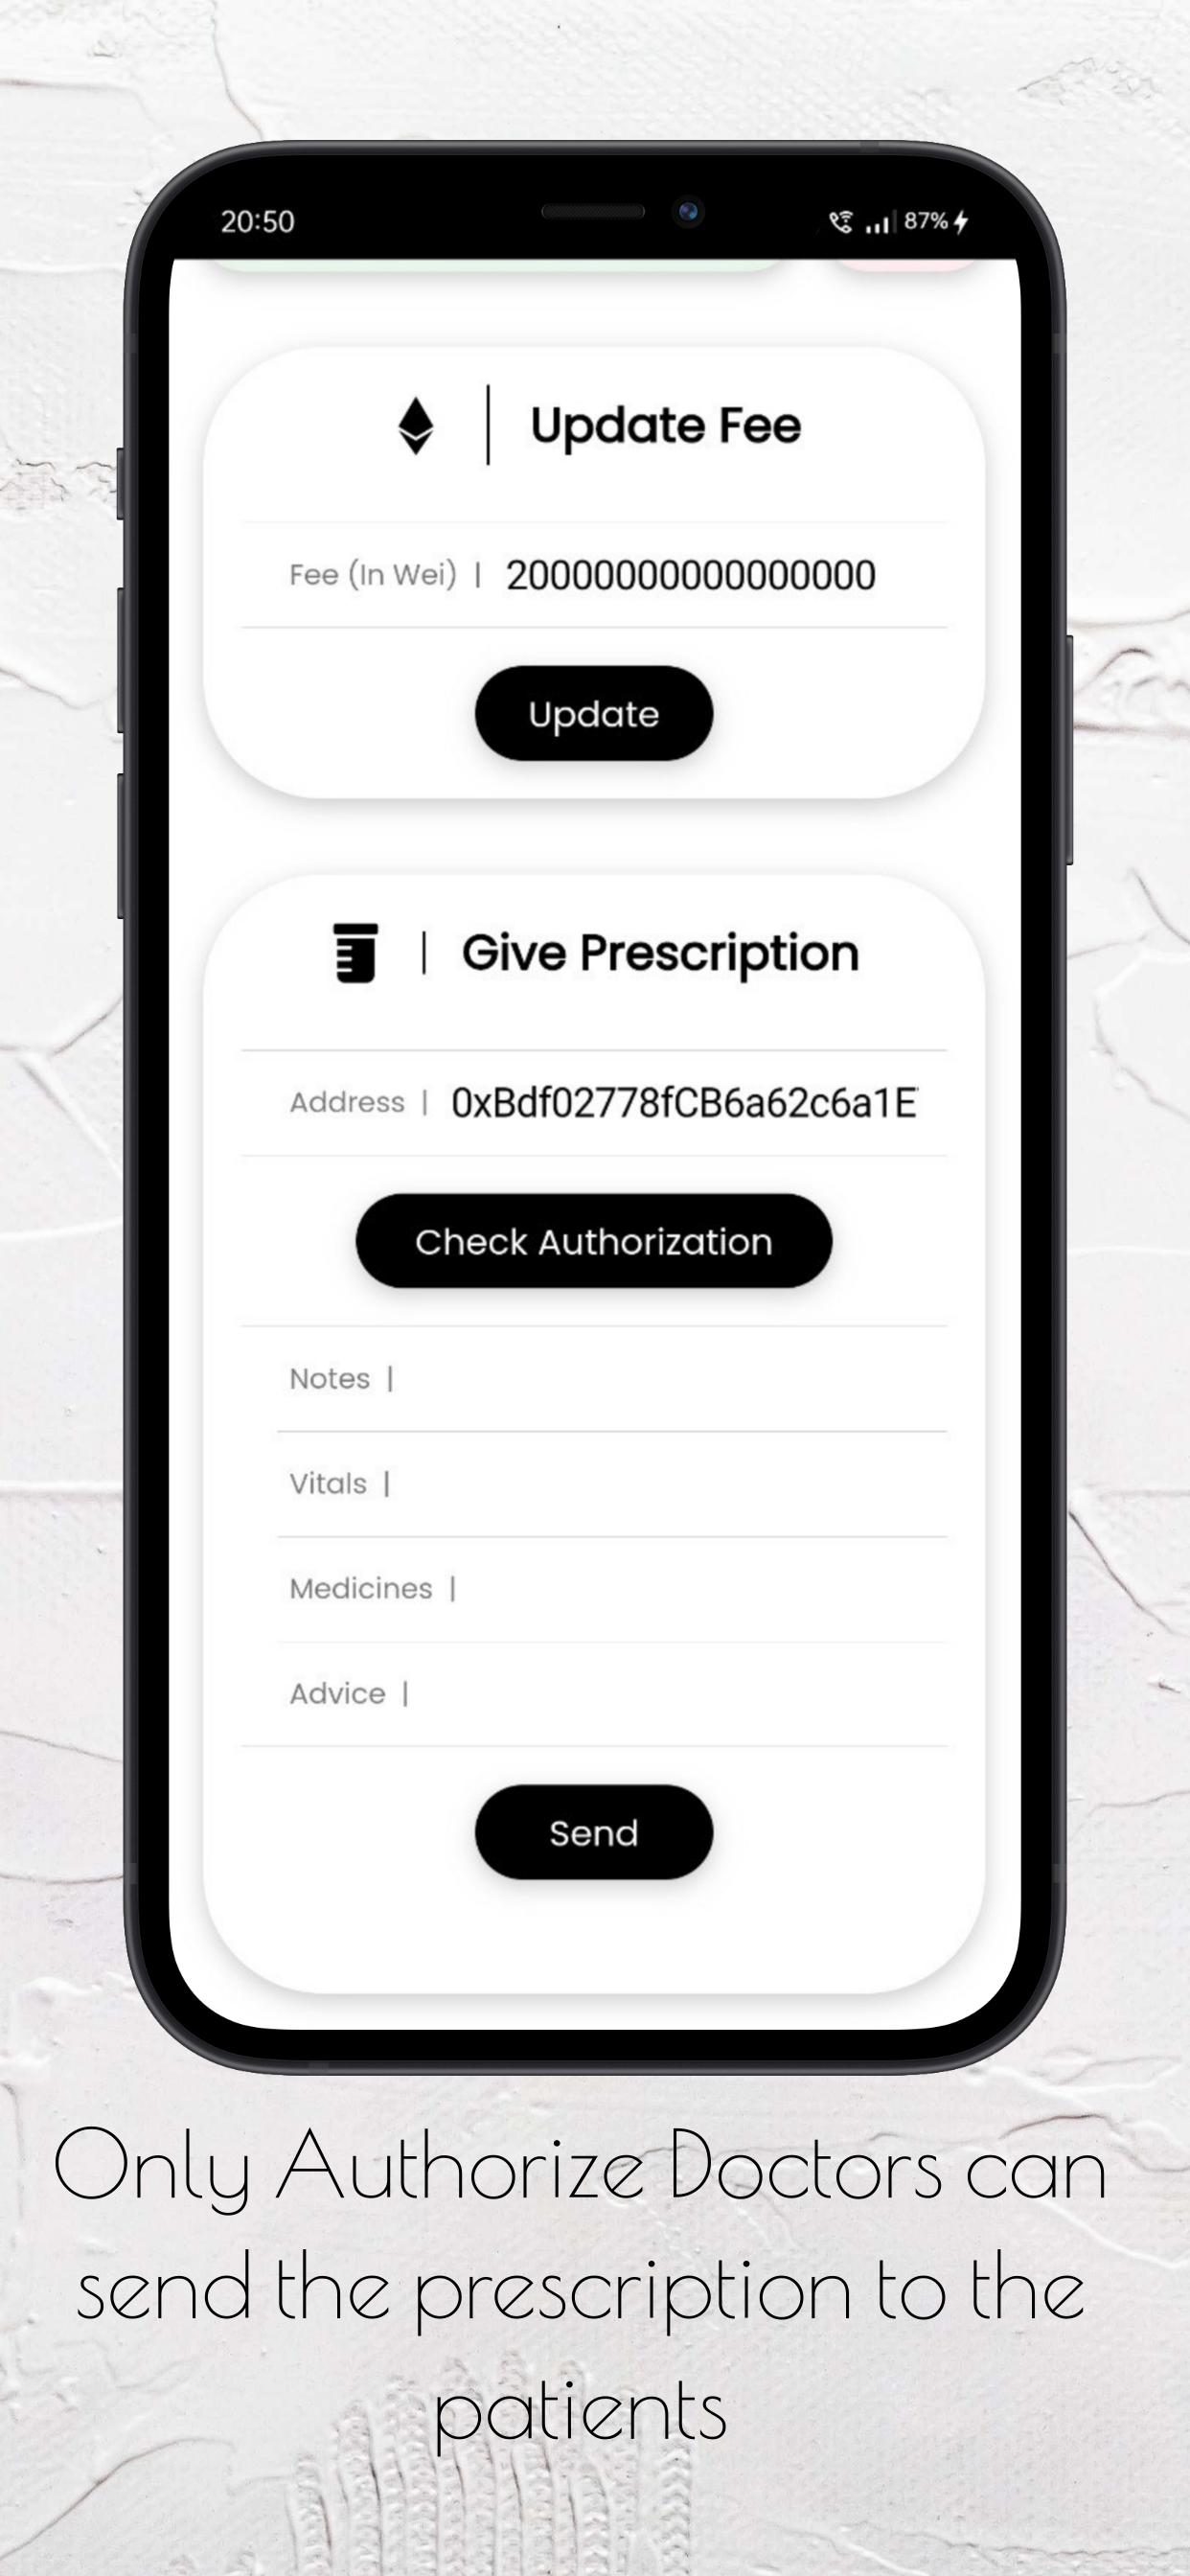 20:50
87%
Update Fee
Fee (In Wei) | 20000000000000000
Update
Give Prescription
Address | 0xBdf02778fCB6a62c6a1E
Check Authorization
Notes |
Vitals |
Medicines |
Advice |
Send
Only Authorize Doctors can
send the prescription to the
patients